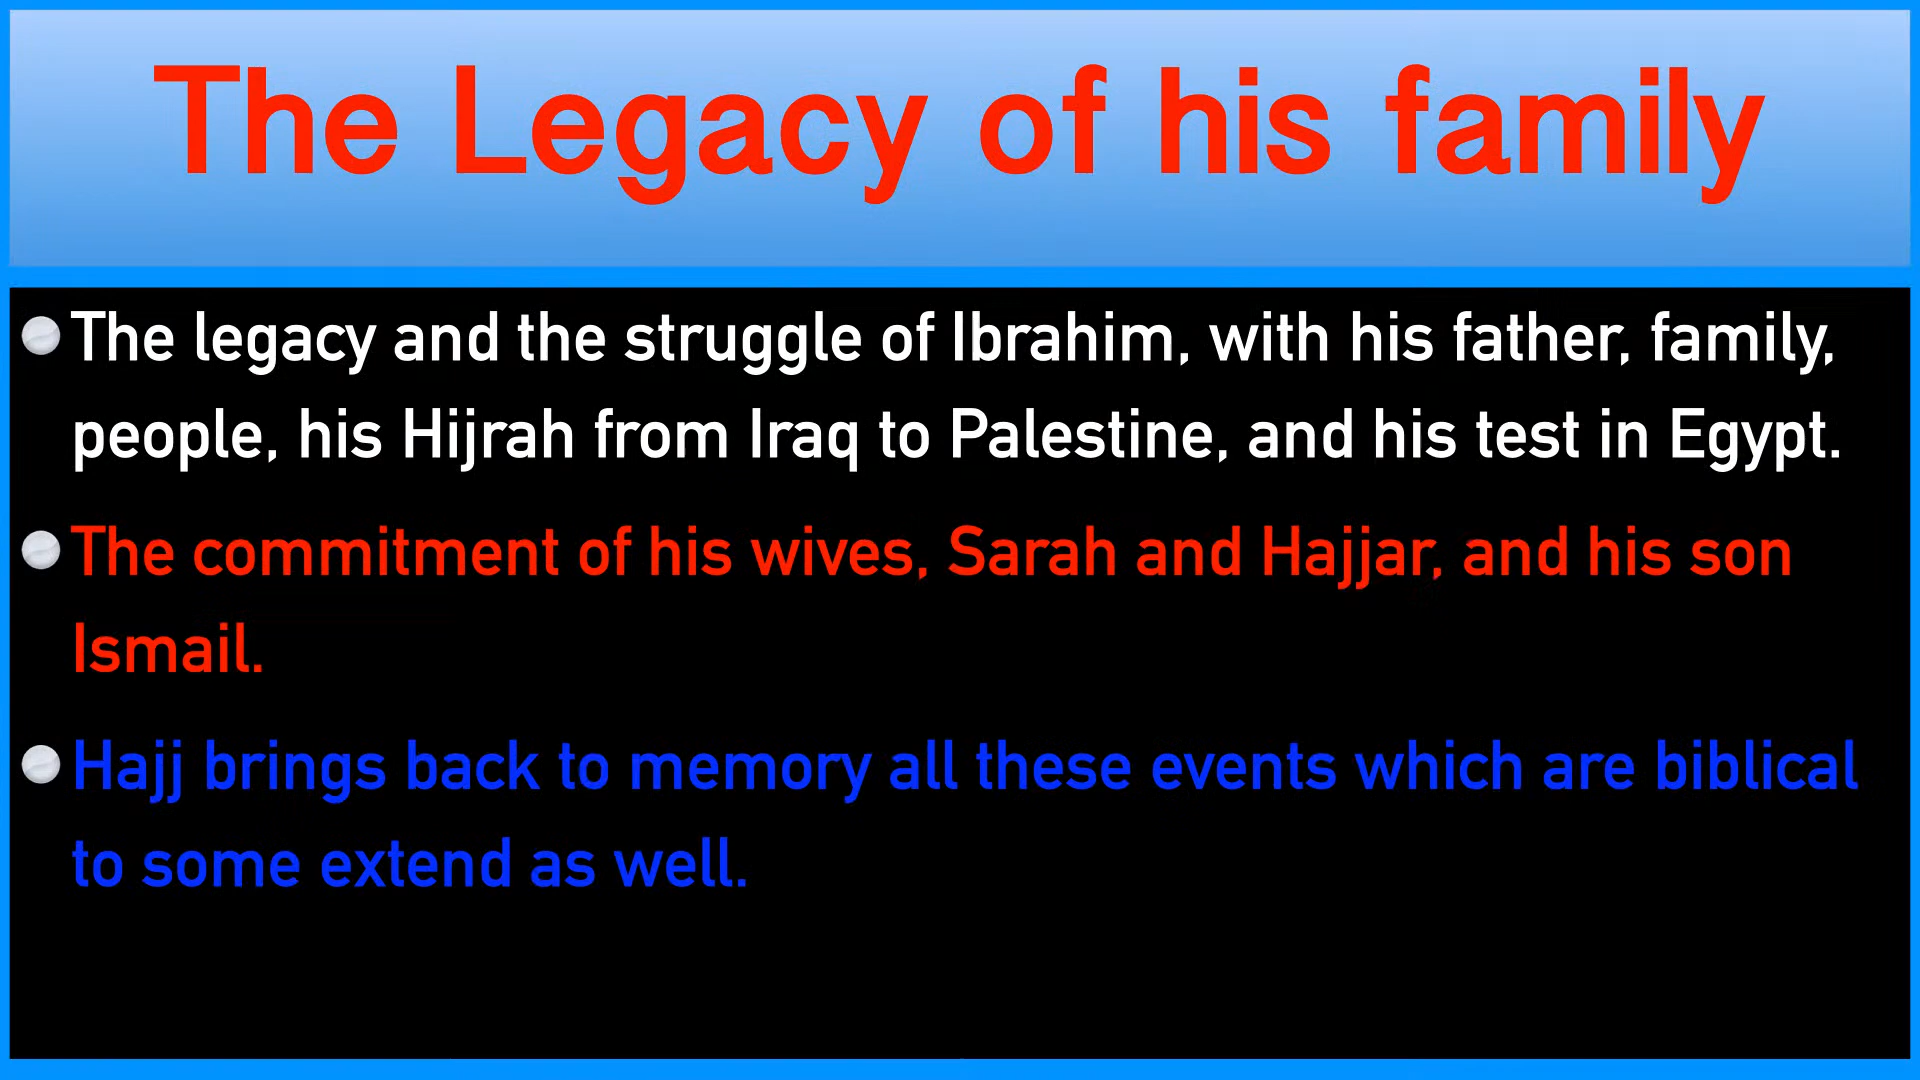 The Legacy of his family
The legacy and the struggle of Ibrahim, with his father, family,
people, his Hijrah from Iraq to Palestine, and his test in Egypt.
The commitment of his wives, Sarah and Hajjar, and his son
Ismail.
Hajj brings back to memory all these events which are biblical
to some extend as well.